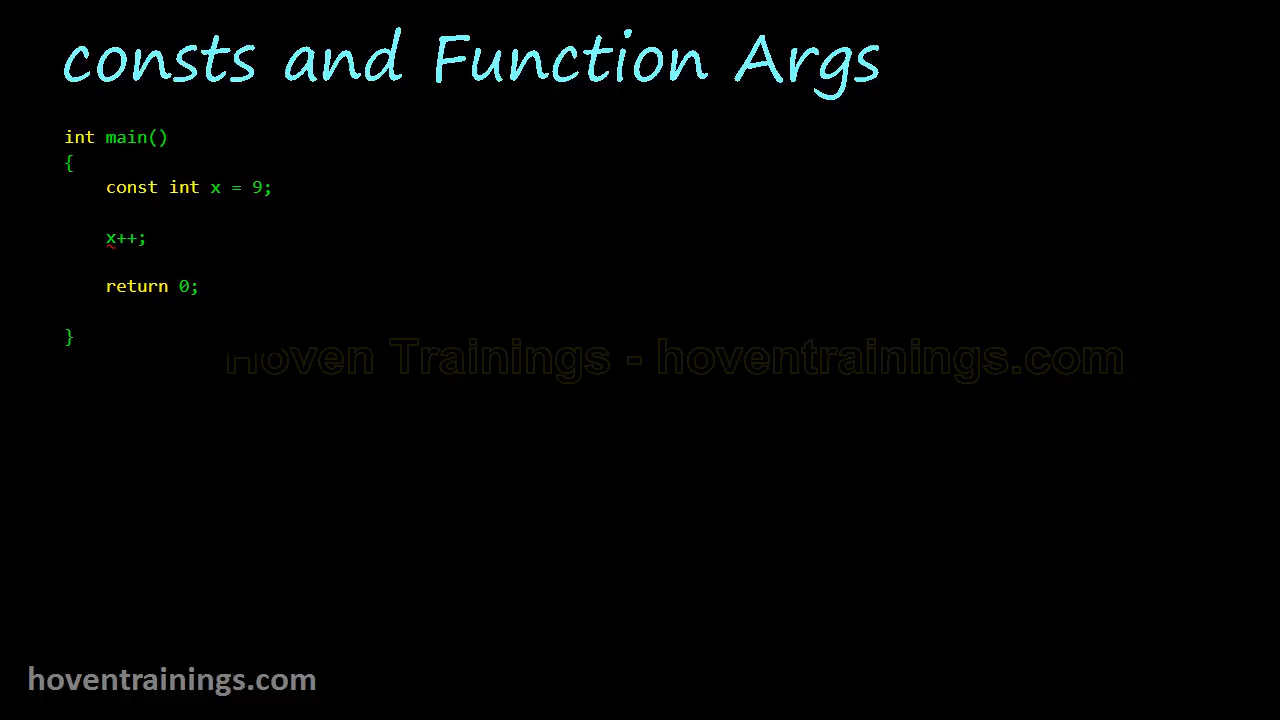 consts and Function Args
int main()
{
    const int x = 9;
    x++;
    return 0;
}
Hoven Trainings - hoventrainings.com
hoventrainings.com